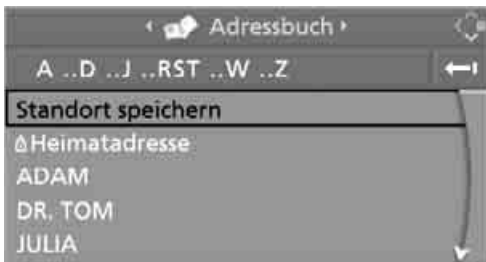 Adressbuch
A ..D ..J ..RST ..W ..Z
Standort speichern
Heimatadresse
ADAM
DR. TOM
JULIA